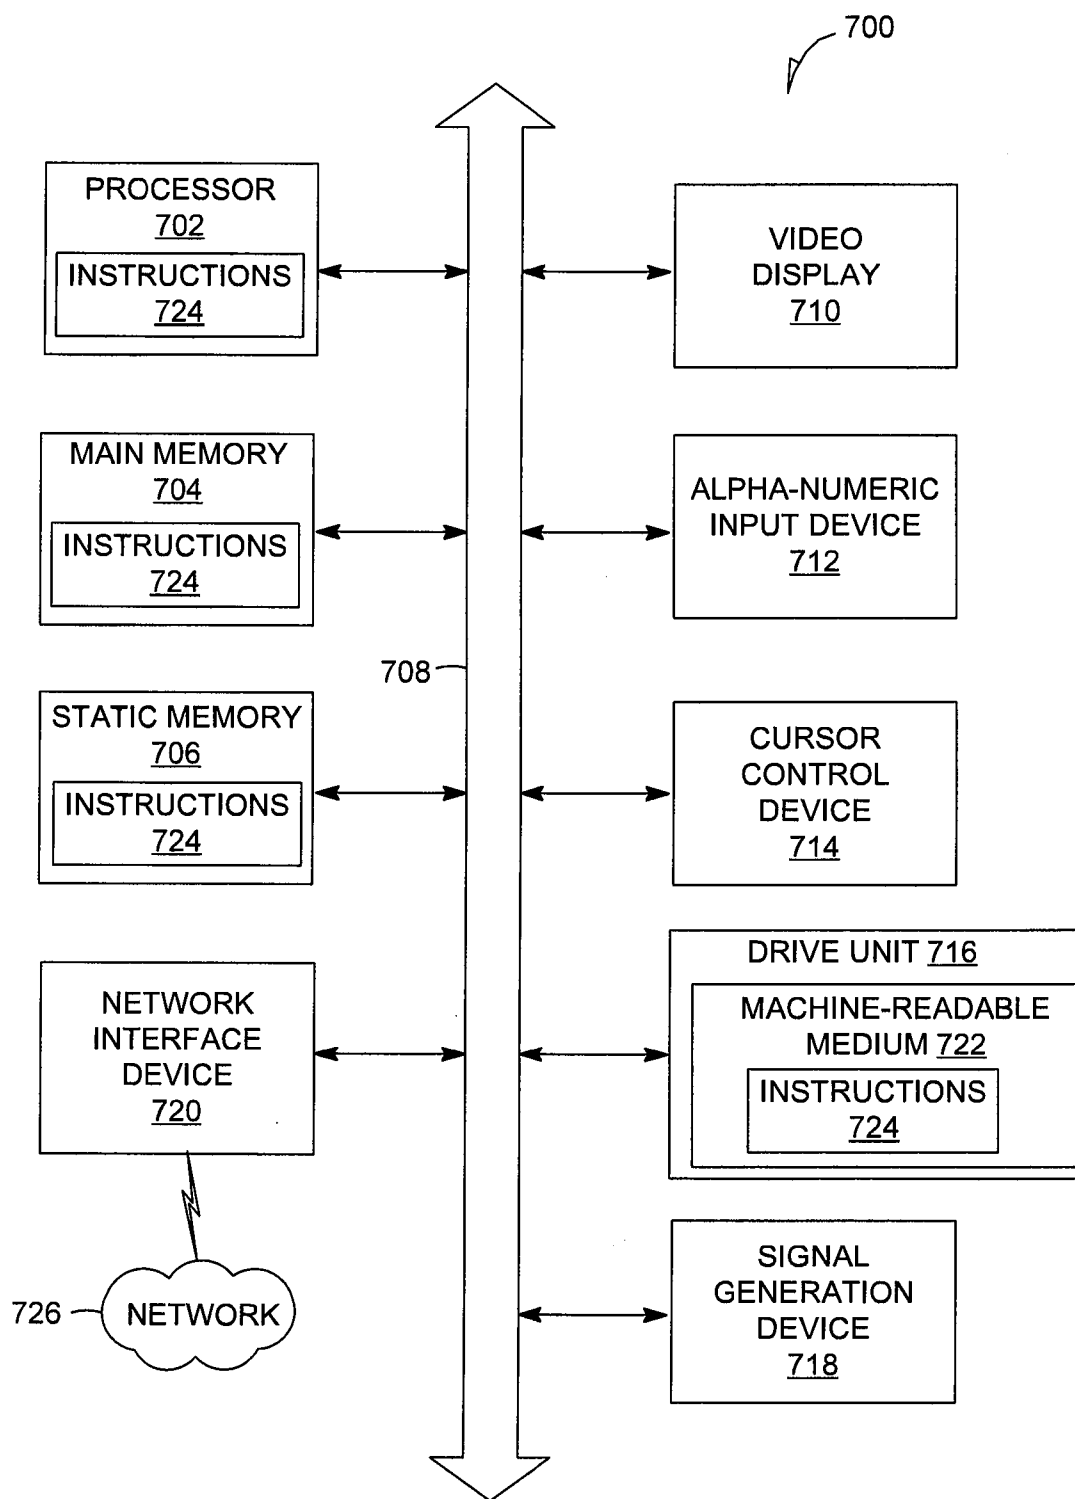 700
PROCESSOR
702
INSTRUCTIONS
724
VIDEO
DISPLAY
710
MAIN MEMORY
704
INSTRUCTIONS
724
ALPHA-NUMERIC
INPUT DEVICE
712
708
STATIC MEMORY
706
INSTRUCTIONS
724
CURSOR
CONTROL
DEVICE
714
NETWORK
INTERFACE
DEVICE
720
DRIVE UNIT 716
MACHINE-READABLE
MEDIUM 722
INSTRUCTIONS
724
726
NETWORK
SIGNAL
GENERATION
DEVICE
718